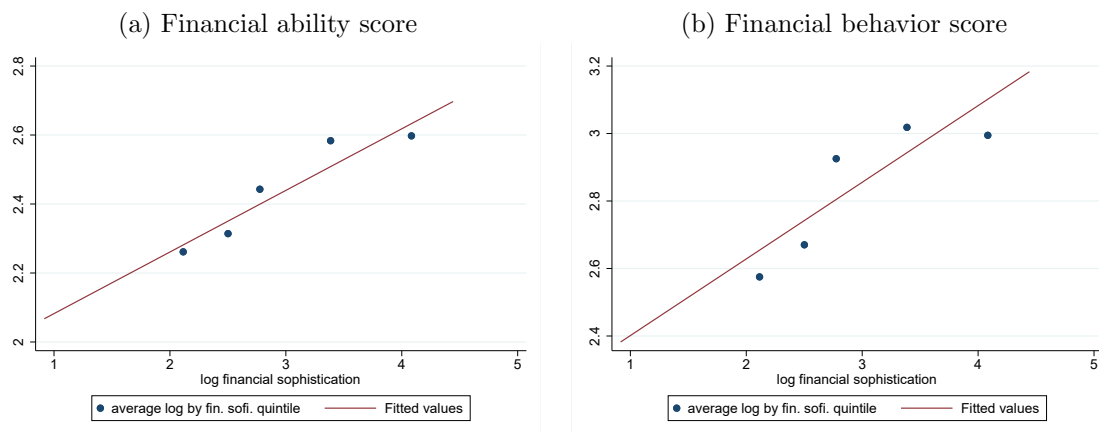 (a) Financial ability score
2.8
2.6
2.4
2.2
2
1 2 3 4 5
log financial sophistication
average log by fin. sofi. quintile Fitted values
(b) Financial behavior score
3.2
3
2.8
2.6
2.4
1 2 3 4 5
log financial sophistication
average log by fin. sofi. quintile Fitted values